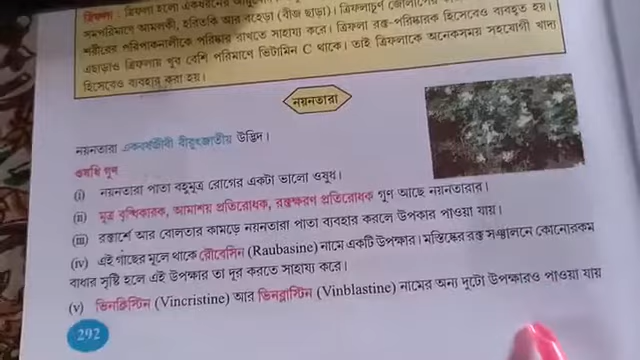 ত্রিফলা : ত্রিফলা হলো একধরনের
সমপরিমাণে আমলকী, হরিতকি আর বহেড়া (বীজ ছাড়া)। ত্রিফলাচূর্ণ
শরীরের পরিপাকনালীকে পরিষ্কার রাখতে সাহায্য করে। ত্রিফলা রক্ত-পরিষ্কারক হিসেবেও ব্যবহৃত হয়।
এছাড়াও ত্রিফলায় খুব বেশি পরিমাণে ভিটামিন C থাকে। তাই ত্রিফলাকে অনেকসময় সহযোগী খাদ্য
হিসেবেও ব্যবহার করা হয়।
নয়নতারা
নয়নতারা একবর্ষজীবী বীরুৎজাতীয় উদ্ভিদ।
ওষধি গুণ
(i) নয়নতারা পাতা বহুমূত্র রোগের একটা ভালো ওষুধ।
(ii) মূত্র বৃদ্ধিকারক, আমাশয় প্রতিরোধক, রক্তক্ষরণ প্রতিরোধক গুণ আছে নয়নতারার।
(iii) রক্তার্শে আর বোলতার কামড়ে নয়নতারা পাতা ব্যবহার করলে উপকার পাওয়া যায়।
(iv) এই গাছের মূলে থাকে রৌবেসিন (Raubasine) নামে একটি উপক্ষার। মস্তিষ্কের রক্ত সঞ্চালনে কোনোরকম
বাধার সৃষ্টি হলে এই উপক্ষার তা দূর করতে সাহায্য করে।
(v) ভিনক্রিস্টিন (Vincristine) আর ভিনব্লাস্টিন (Vinblastine) নামের অন্য দুটো উপক্ষারও পাওয়া যায়
292